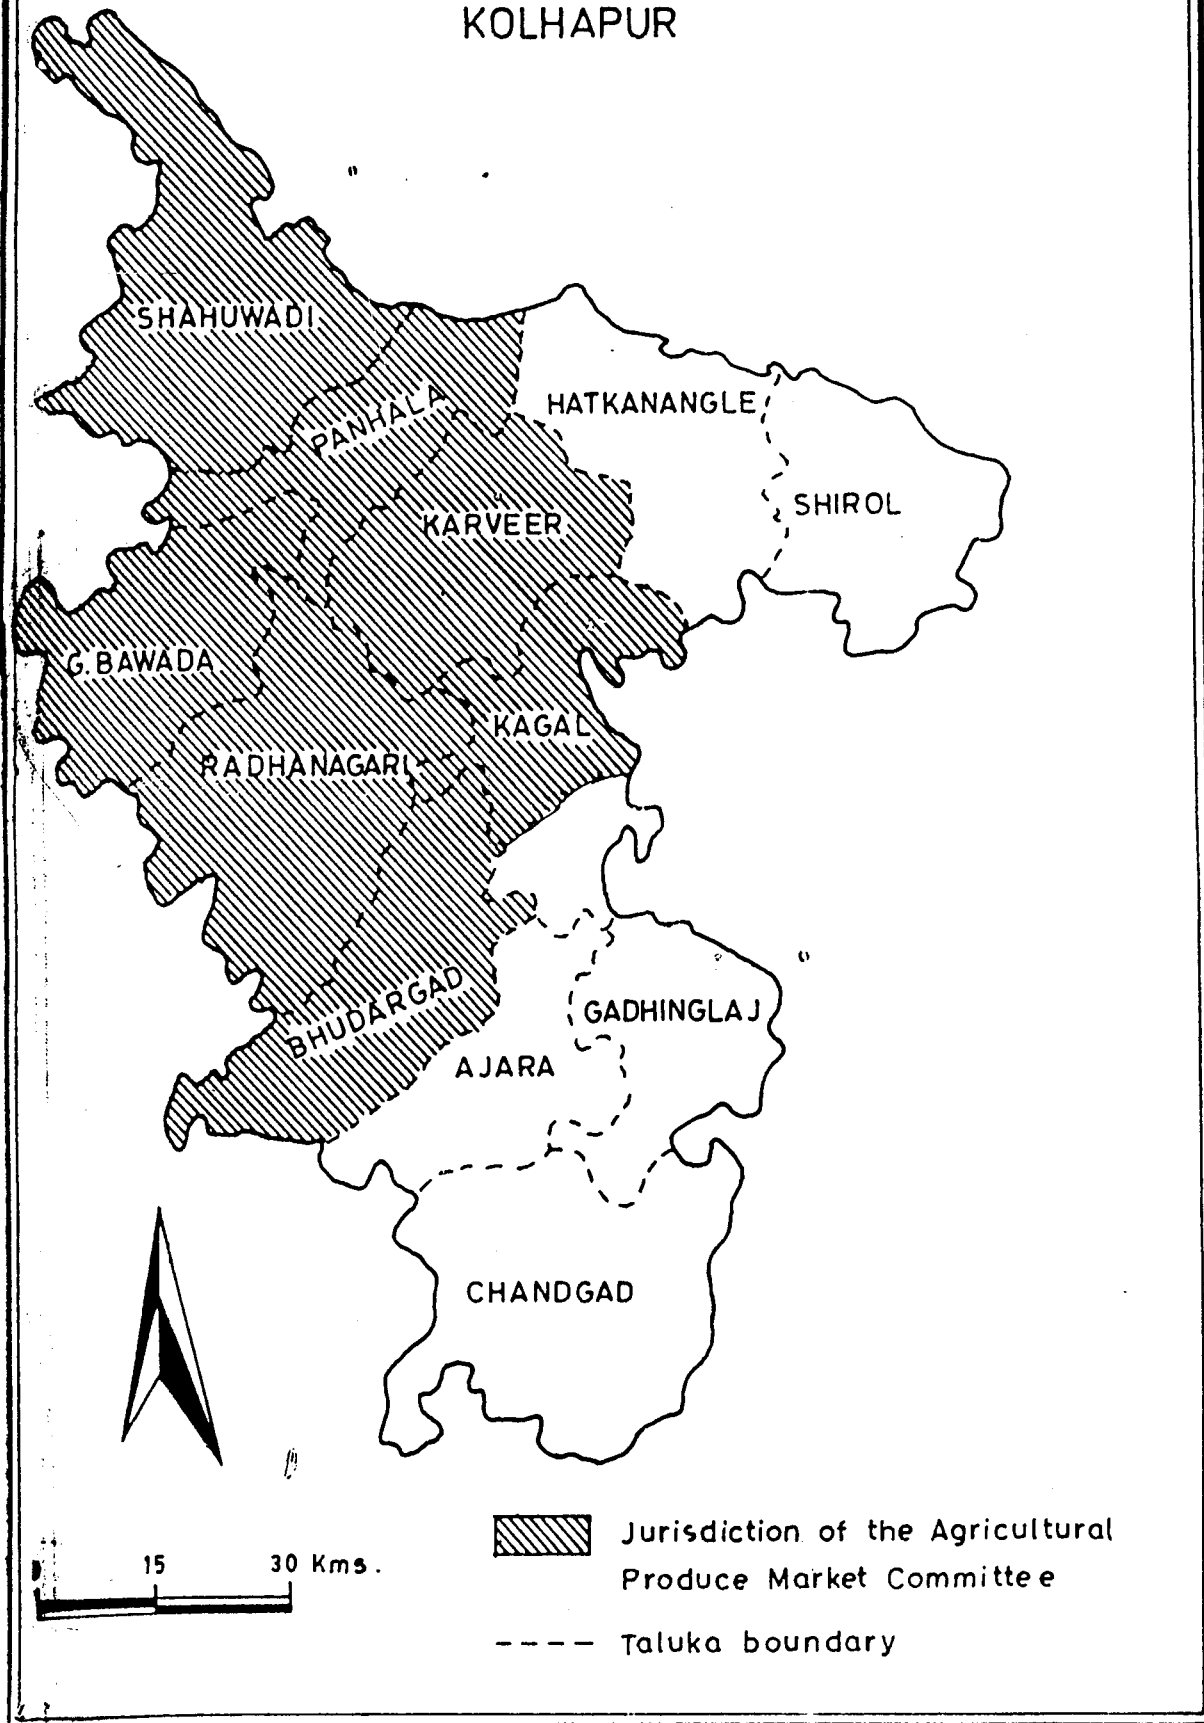 KOLHAPUR
SHAHUWADI
PANHALA
HATKANANGLE
SHIROL
KARVEER
G. BAWADA
KAGAL
RADHANAGARI
BHUDARGAD
GADHINGLAJ
AJARA
CHANDGAD
Jurisdiction of the Agricultural
Produce Market Committee
15 30 Kms.
Taluka boundary